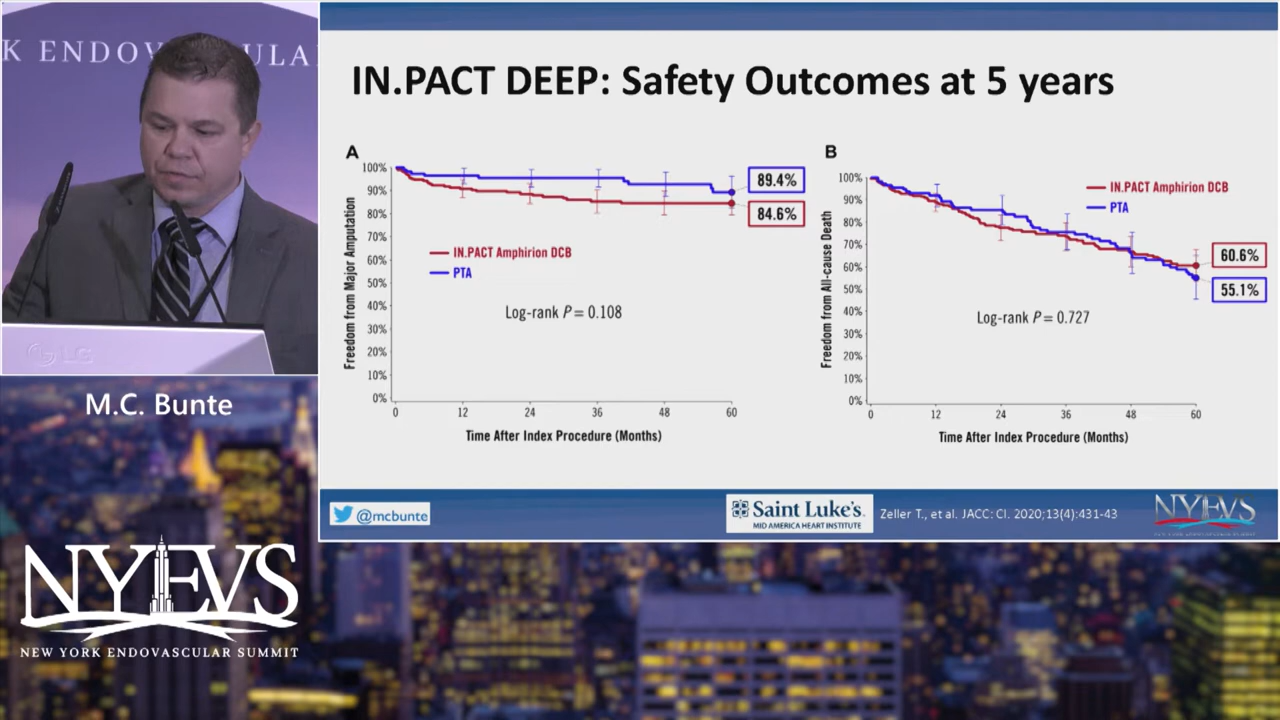 K ENDOV ULA
LG
M.C. Bunte
NYEVS
NEW YORK ENDOVASCULAR SUMMIT
IN.PACT DEEP: Safety Outcomes at 5 years
A
Freedom from Major Amputation
100%
90%
80%
70%
60%
50%
40%
30%
20%
10%
0%
89.4%
84.6%
IN.PACT Amphirion DCB
PTA
Log-rank P = 0.108
0 12 24 36 48 60
Time After Index Procedure (Months)
B
Freedom from All-cause Death
100%
90%
80%
70%
60%
50%
40%
30%
20%
10%
0%
IN.PACT Amphirion DCB
PTA
60.6%
55.1%
Log-rank P = 0.727
0 12 24 36 48 60
Time After Index Procedure (Months)
@mcbunte
Saint Luke's
MID AMERICA HEART INSTITUTE
Zeller T., et al. JACC: CI. 2020;13(4):431-43
NYEVS